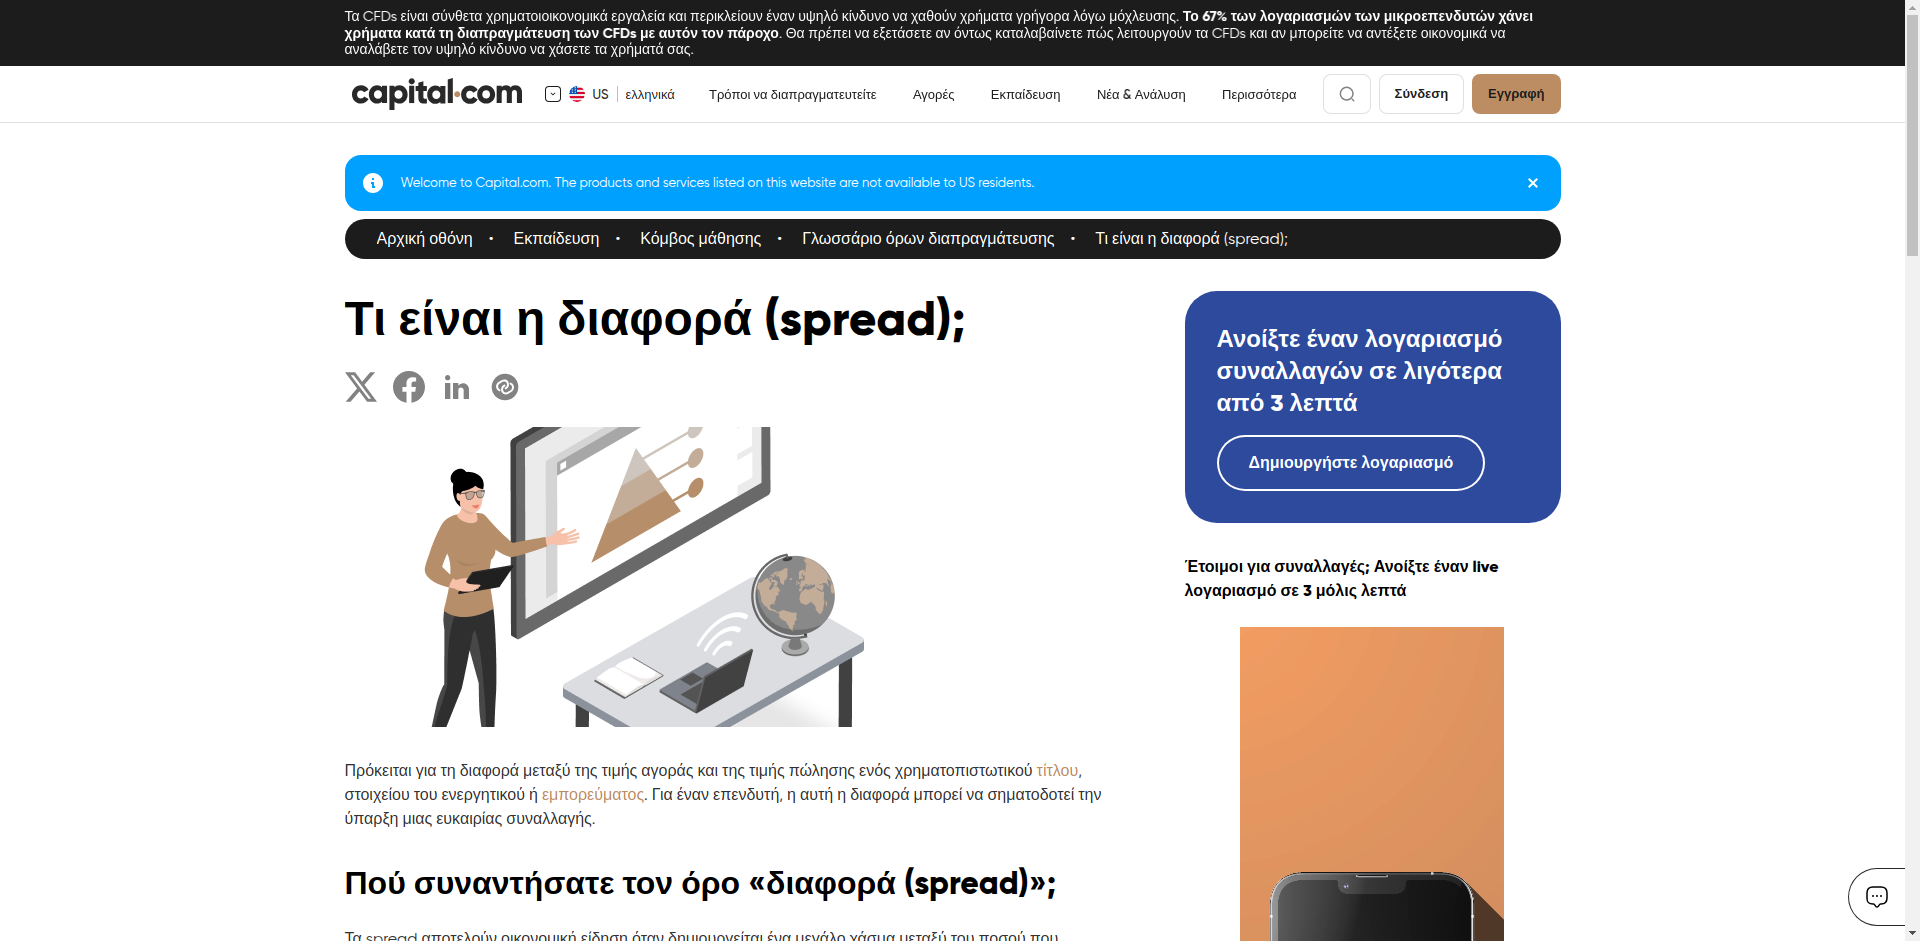 Τα CFDs είναι σύνθετα χρηματοιοικονομικά εργαλεία και περικλείουν έναν υψηλό κίνδυνο να χαθούν χρήματα γρήγορα λόγω μόχλευσης. Το 67% των λογαριασμών των μικροεπενδυτών χάνει
χρήματα κατά τη διαπραγμάτευση των CFDs με αυτόν τον πάροχο. Θα πρέπει να εξετάσετε αν όντως καταλαβαίνετε πώς λειτουργούν τα CFDs και αν μπορείτε να αντέξετε οικονομικά να
αναλάβετε τον υψηλό κίνδυνο να χάσετε τα χρήματά σας.
capital.com
US
ελληνικά
Τρόποι να διαπραγματευτείτε
Αγορές
Εκπαίδευση
Νέα & Ανάλυση
Περισσότερα
Σύνδεση
Εγγραφή
Welcome to Capital.com. The products and services listed on this website are not available to US residents.
Αρχική οθόνη • Εκπαίδευση • Κόμβος μάθησης • Γλωσσάριο όρων διαπραγμάτευσης • Τι είναι η διαφορά (spread);
Τι είναι η διαφορά (spread);
Πρόκειται για τη διαφορά μεταξύ της τιμής αγοράς και της τιμής πώλησης ενός χρηματοπιστωτικού τίτλου,
στοιχείου του ενεργητικού ή εμπορεύματος. Για έναν επενδυτή, η αυτή η διαφορά μπορεί να σηματοδοτεί την
ύπαρξη μιας ευκαιρίας συναλλαγής.
Πού συναντήσατε τον όρο «διαφορά (spread)»;
Τα spread αποτελούν οικονομική είδηση όταν δημιουργείται ένα μεγάλο χάσμα μεταξύ του ποσού που
Ανοίξτε έναν λογαριασμό
συναλλαγών σε λιγότερα
από 3 λεπτά
Δημιουργήστε λογαριασμό
Έτοιμοι για συναλλαγές; Ανοίξτε έναν live
λογαριασμό σε 3 μόλις λεπτά